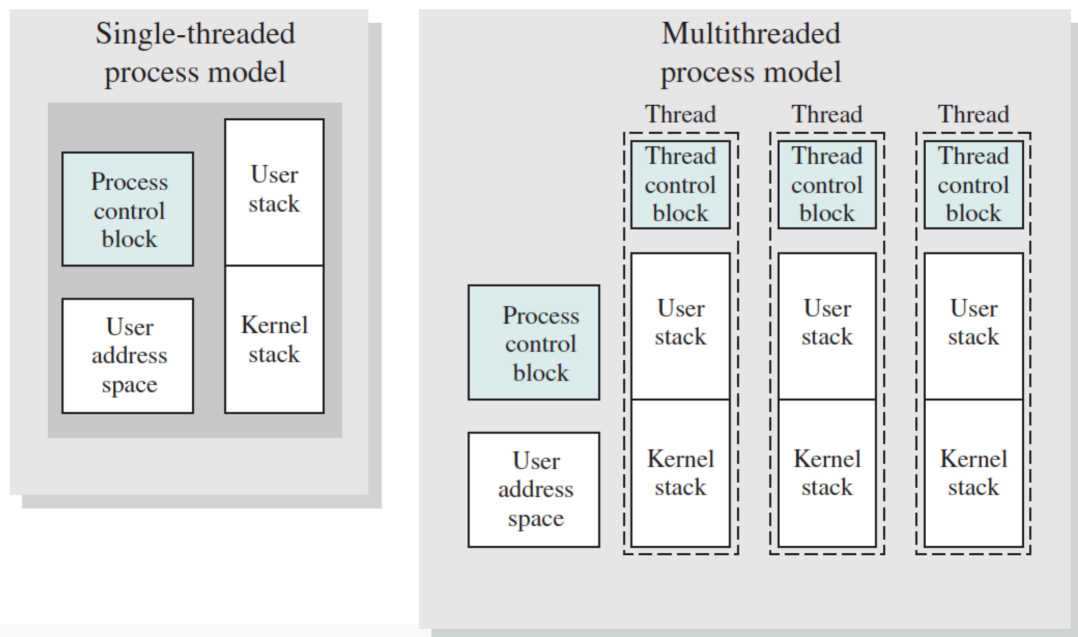 Single-threaded
process model
Process
control
block
User
stack
User
address
space
Kernel
stack
Multithreaded
process model
Process
control
block
User
address
space
Thread
Thread
control
block
User
stack
Kernel
stack
Thread
Thread
control
block
User
stack
Kernel
stack
Thread
Thread
control
block
User
stack
Kernel
stack